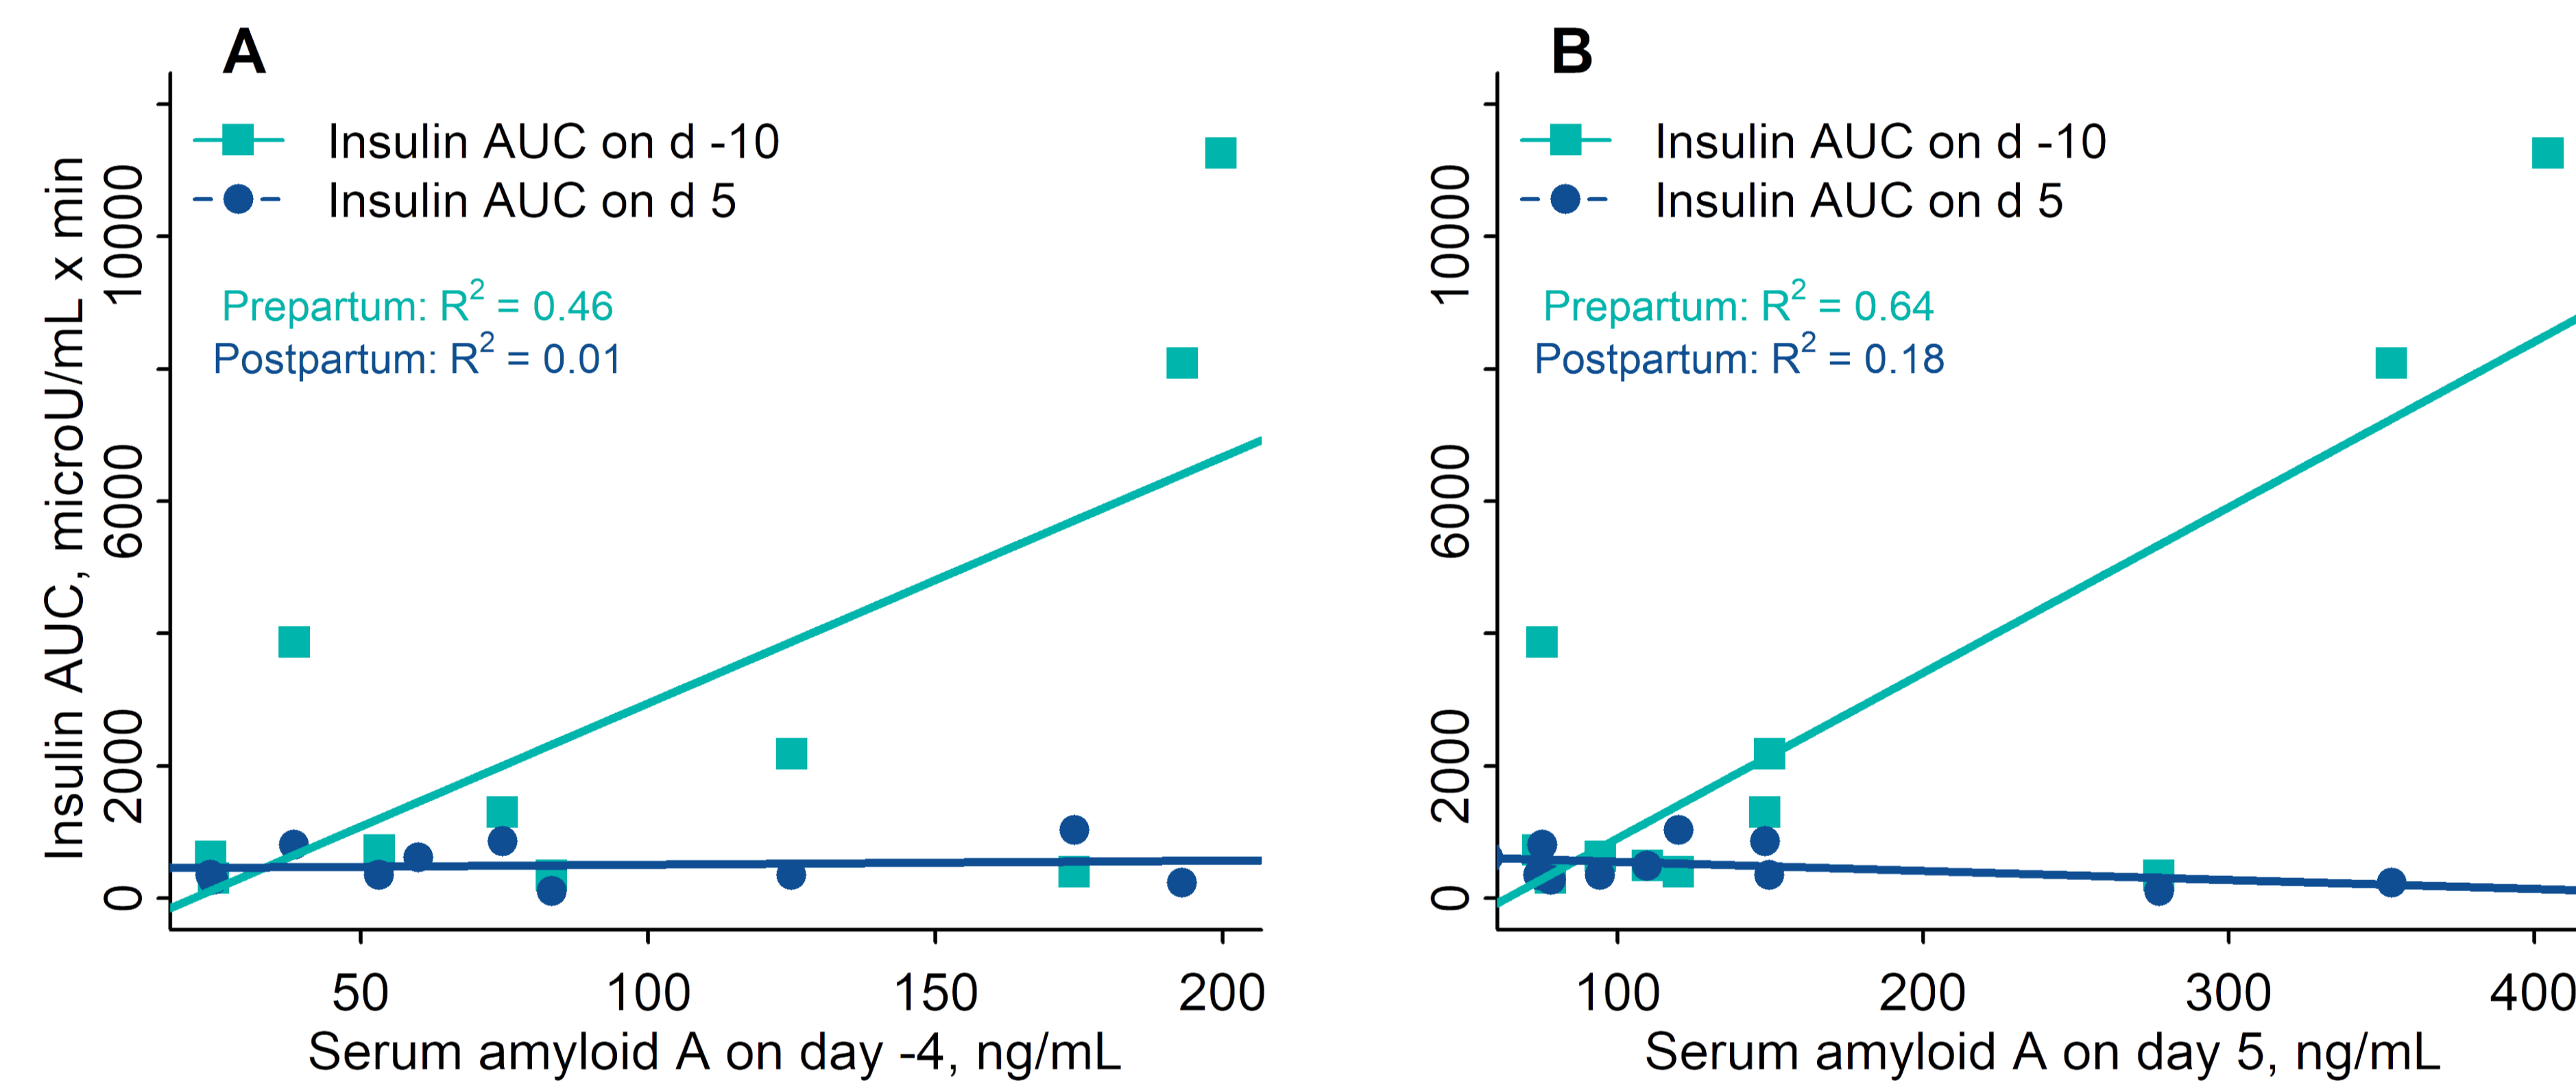 A
Insulin AUC on d -10
Insulin AUC on d 5
Prepartum: R² = 0.46
Postpartum: R² = 0.01
Insulin AUC, microU/mL x min
0 2000 6000 10000
50 100 150 200
Serum amyloid A on day -4, ng/mL
B
Insulin AUC on d -10
Insulin AUC on d 5
Prepartum: R² = 0.64
Postpartum: R² = 0.18
0 2000 6000 10000
100 200 300 400
Serum amyloid A on day 5, ng/mL